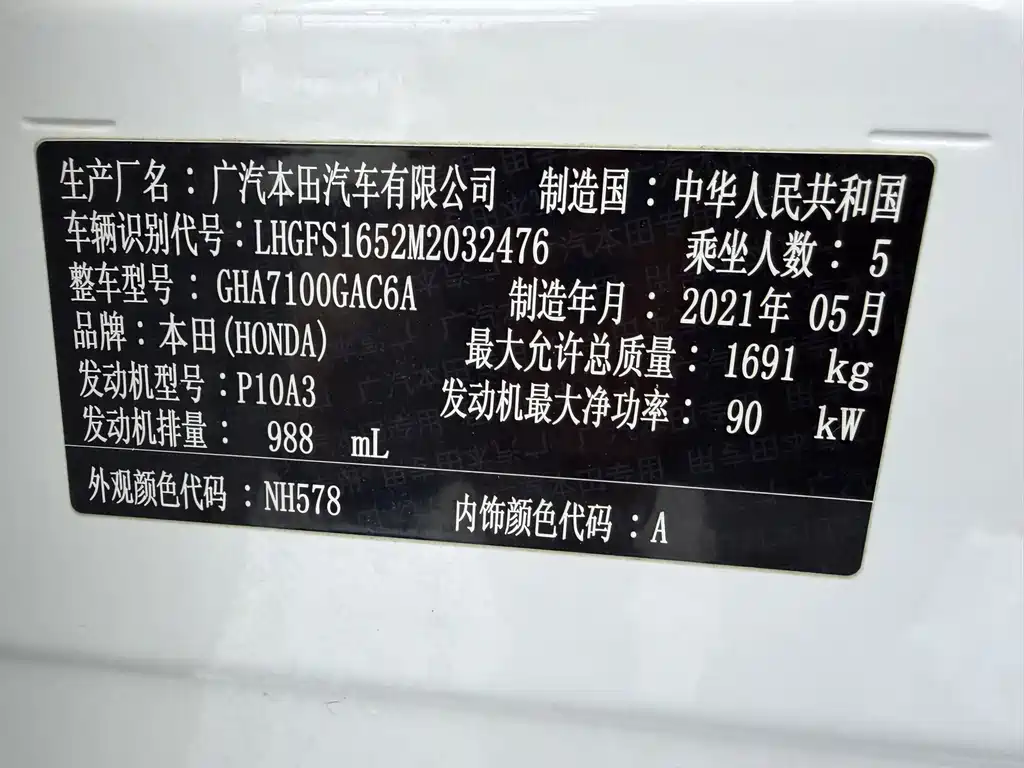 生产厂名：广汽本田汽车有限公司 制造国：中华人民共和国
车辆识别代号：LHGFS1652M2032476 乘坐人数：5
整车型号：GHA7100GAC6A 制造年月：2021年 05月
品牌：本田(HONDA) 最大允许总质量：1691 kg
发动机型号：P10A3 发动机最大净功率：90 kW
发动机排量：988 mL
外观颜色代码：NH578 内饰颜色代码：A